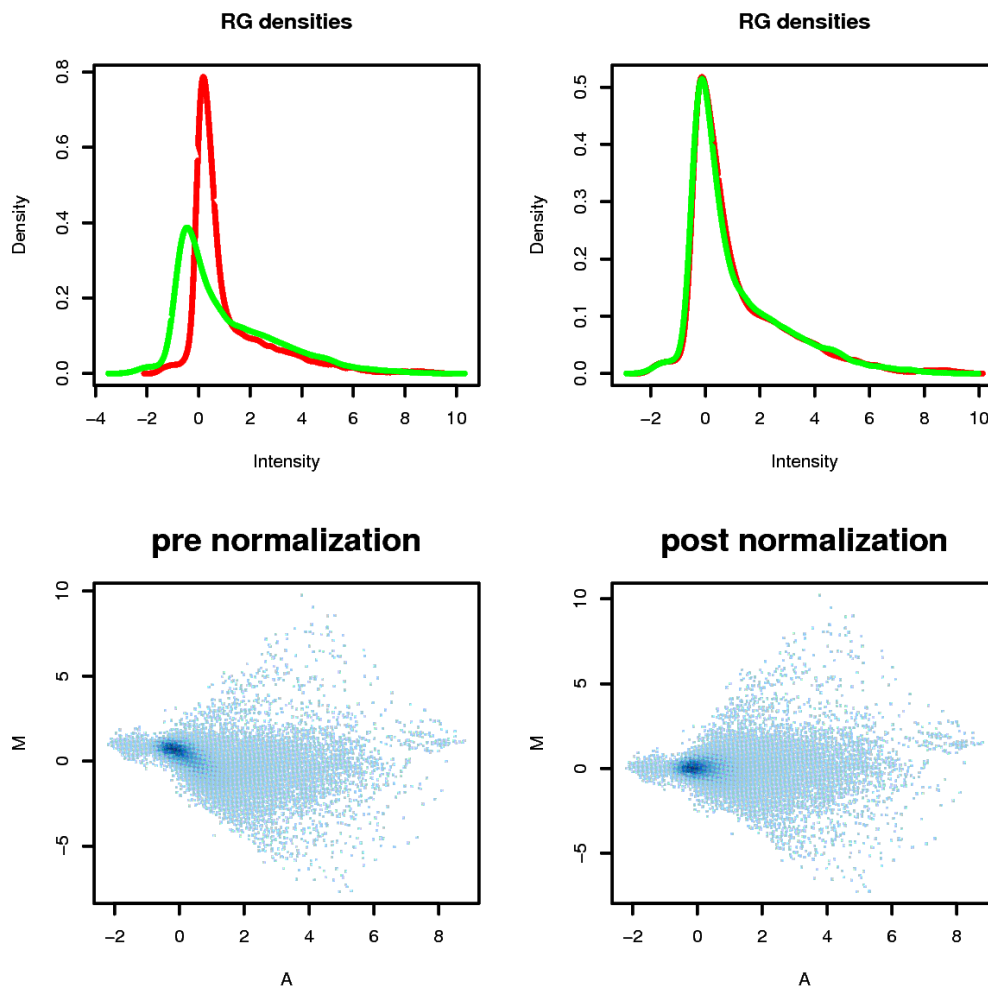 RG densities
Density
0.0 0.2 0.4 0.6 0.8
−4 −2 0 2 4 6 8 10
Intensity
RG densities
Density
0.0 0.1 0.2 0.3 0.4 0.5
−2 0 2 4 6 8 10
Intensity
pre normalization
M
−5 0 5 10
−2 0 2 4 6 8
A
post normalization
M
−5 0 5 10
−2 0 2 4 6 8
A